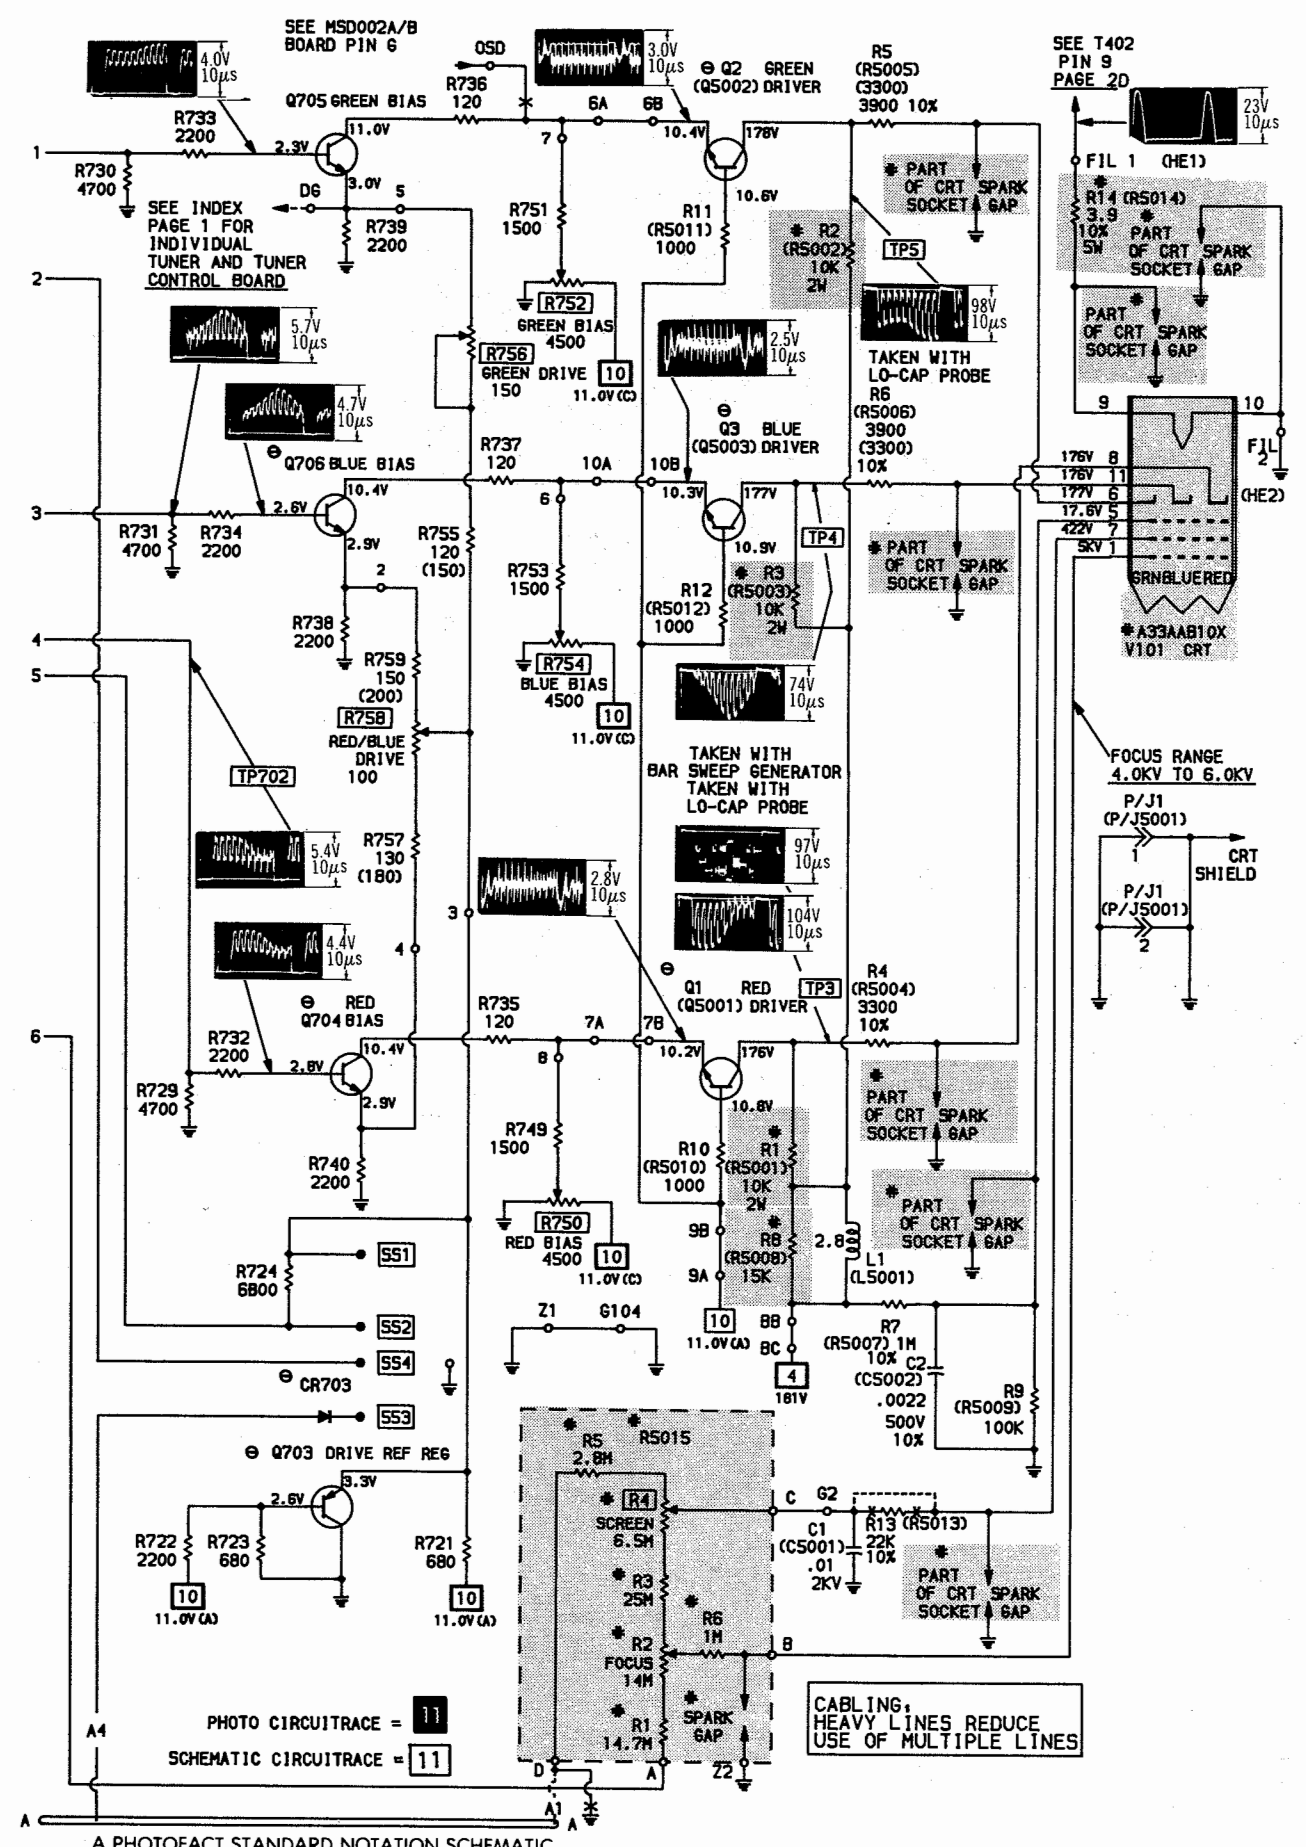 SEE MSD002A/B
BOARD PIN 6
OSD
4.0V
10µs
3.0V
10µs
R736
120
Q705 GREEN BIAS
11.0V
6A
6B
7
⊖ Q2 GREEN
(Q5002) DRIVER
10.4V
178V
10.6V
R5
(R5005)
(3300)
3900 10%
SEE T402
PIN 9
PAGE 2D
23V
10µs
FIL 1 (HE1)
1
R733
2200
2.3V
3.0V
R730
4700
D6
5
SEE INDEX
PAGE 1 FOR
INDIVIDUAL
TUNER AND TUNER
CONTROL BOARD
R739
2200
R751
1500
R11
(R5011)
1000
* R2
(R5002)
10K
2W
TP5
* PART
OF CRT SPARK
SOCKET GAP
*
R14 (R5014)
3.9
10%
5W
*
PART
OF CRT SPARK
SOCKET GAP
*
PART
OF CRT SPARK
SOCKET GAP
98V
10µs
TAKEN WITH
LO-CAP PROBE
2
5.7V
10µs
4.7V
10µs
R752
GREEN BIAS
4500
10
11.0V(C)
R756
GREEN DRIVE
150
2.5V
10µs
⊖
Q3 BLUE
(Q5003) DRIVER
R6
(R5006)
3900
(3300)
10%
9
10
FIL
2
(HE2)
⊖ Q706 BLUE BIAS
10.4V
R737
120
10A
10B
6
10.3V
177V
10.9V
176V 8
176V 11
177V 6
17.6V 5
422V 7
5KV 1
GRN BLUE RED
*A33AAB10X
V101 CRT
3
R731
4700
R734
2200
2.6V
2.9V
2
R755
120
(150)
R753
1500
R12
(R5012)
1000
* R3
(R5003)
10K
2W
TP4
* PART
OF CRT SPARK
SOCKET GAP
4
5
R738
2200
R759
150
(200)
R758
RED/BLUE
DRIVE
100
R754
BLUE BIAS
4500
10
11.0V(C)
74V
10µs
TAKEN WITH
BAR SWEEP GENERATOR
TAKEN WITH
LO-CAP PROBE
FOCUS RANGE
4.0KV TO 6.0KV
TP702
5.4V
10µs
R757
130
(180)
2.8V
10µs
97V
10µs
104V
10µs
P/J1
(P/J5001)
1
CRT
SHIELD
P/J1
(P/J5001)
2
3
4
4.4V
10µs
⊖ RED
Q704 BIAS
10.4V
R735
120
7A
7B
8
⊖
Q1 RED
(Q5001) DRIVER
10.2V
176V
10.8V
TP3
R4
(R5004)
3300
10%
6
R732
2200
2.8V
2.9V
R729
4700
R740
2200
R749
1500
R10
(R5010)
1000
*
R1
(R5001)
10K
2W
*
PART
OF CRT SPARK
SOCKET GAP
*
PART
OF CRT SPARK
SOCKET GAP
R750
RED BIAS
4500
10
11.0V(C)
9B
9A
10
11.0V(A)
*
R8
(R5008)
15K
2.8
L1
(L5001)
R724
6800
SS1
SS2
SS4
⊖ CR703
SS3
Z1
G104
8B
8C
4
181V
R7
(R5007) 1M
10%
C2
(C5002)
.0022
500V
10%
R9
(R5009)
100K
⊖ Q703 DRIVE REF REG
3.3V
2.6V
R722
2200
R723
680
R721
680
10
11.0V(A)
10
11.0V(A)
*
R5
2.8M
*
R5015
* R4
SCREEN
6.5M
* R3
25M
*
R6
1M
* R2
FOCUS
14M
* R1
14.7M
*
SPARK
GAP
C
G2
C1
(C5001)
.01
2KV
R13 (R5013)
22K
10%
*
PART
OF CRT SPARK
SOCKET GAP
B
D
A
Z2
A1
A
A4
A
PHOTO CIRCUITRACE = 11
SCHEMATIC CIRCUITRACE = 11
CABLING,
HEAVY LINES REDUCE
USE OF MULTIPLE LINES
A PHOTOFACT STANDARD NOTATION SCHEMATIC